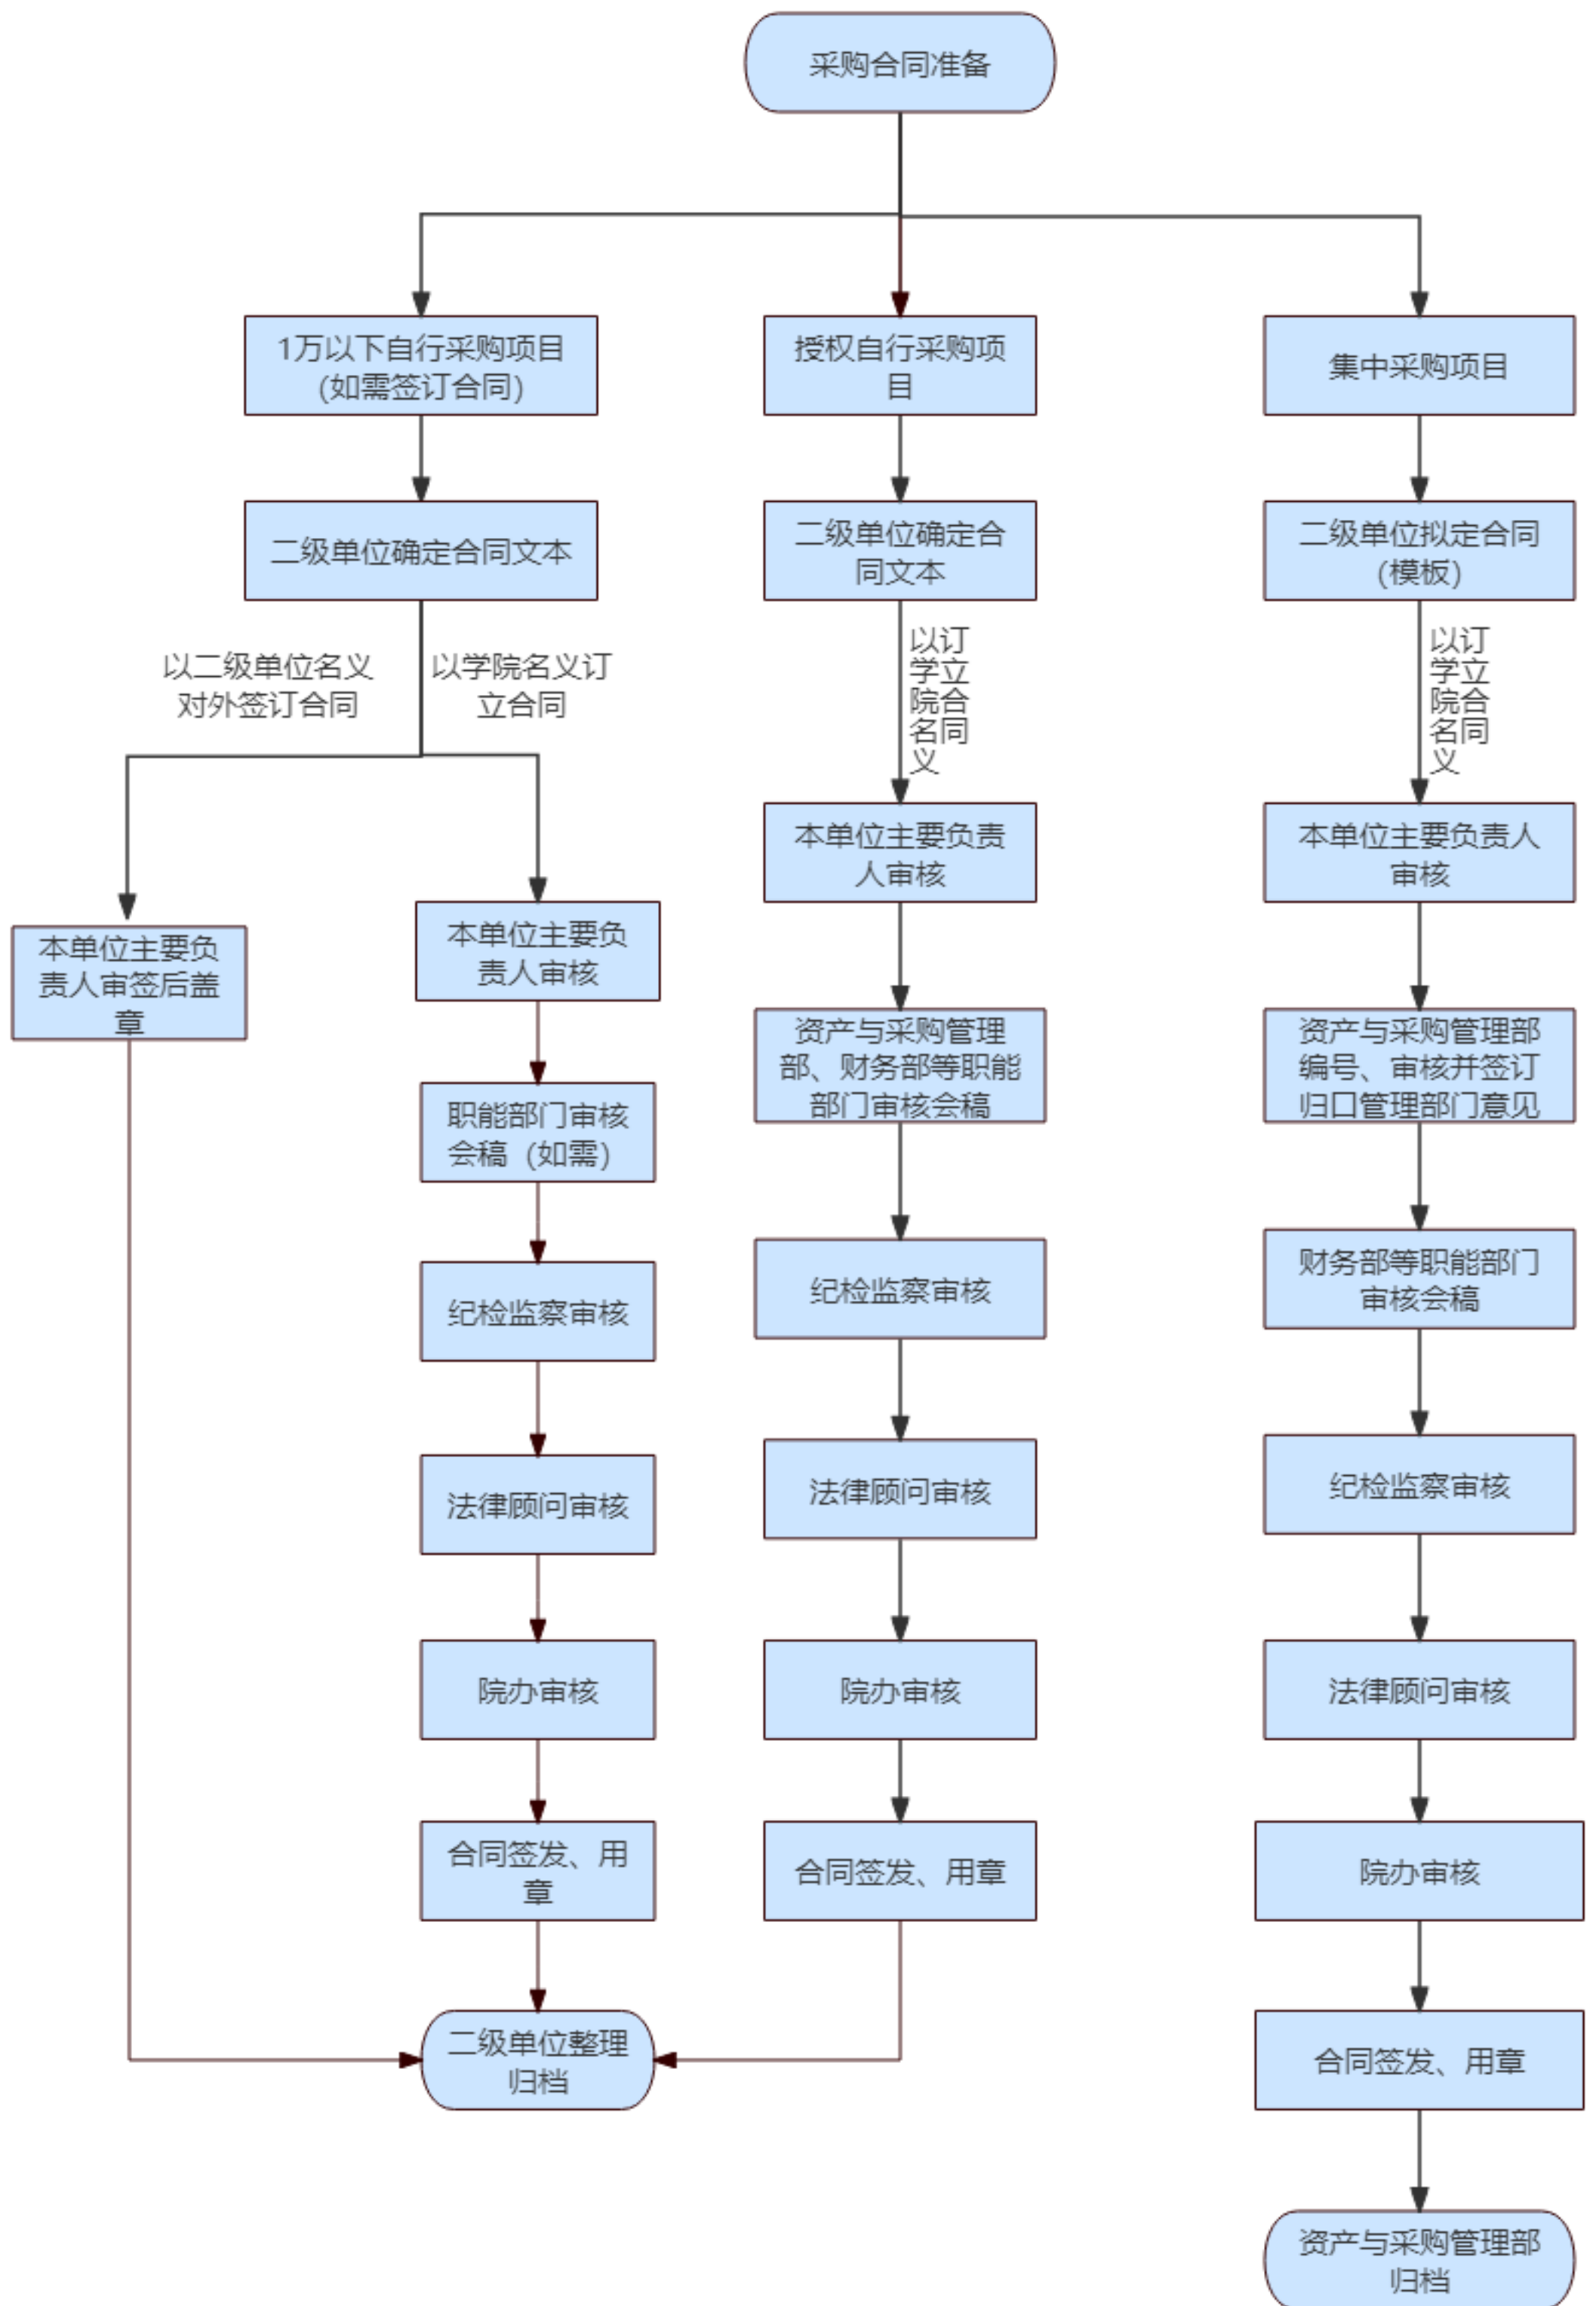 采购合同准备
1万以下自行采购项目
（如需签订合同）
授权自行采购项
目
集中采购项目
二级单位确定合同文本
二级单位确定合
同文本
二级单位拟定合同
（模板）
以二级单位名义
对外签订合同
以学院名义订
立合同
以订
学立
院合
名同
义
以订
学立
院合
名同
义
本单位主要负
责人审签后盖
章
本单位主要负
责人审核
本单位主要负责
人审核
本单位主要负责人
审核
职能部门审核
会稿（如需）
资产与采购管理
部、财务部等职能
部门审核会稿
资产与采购管理部
编号、审核并签订
归口管理部门意见
纪检监察审核
纪检监察审核
财务部等职能部门
审核会稿
法律顾问审核
法律顾问审核
纪检监察审核
院办审核
院办审核
法律顾问审核
合同签发、用
章
合同签发、用章
院办审核
二级单位整理
归档
合同签发、用章
资产与采购管理部
归档